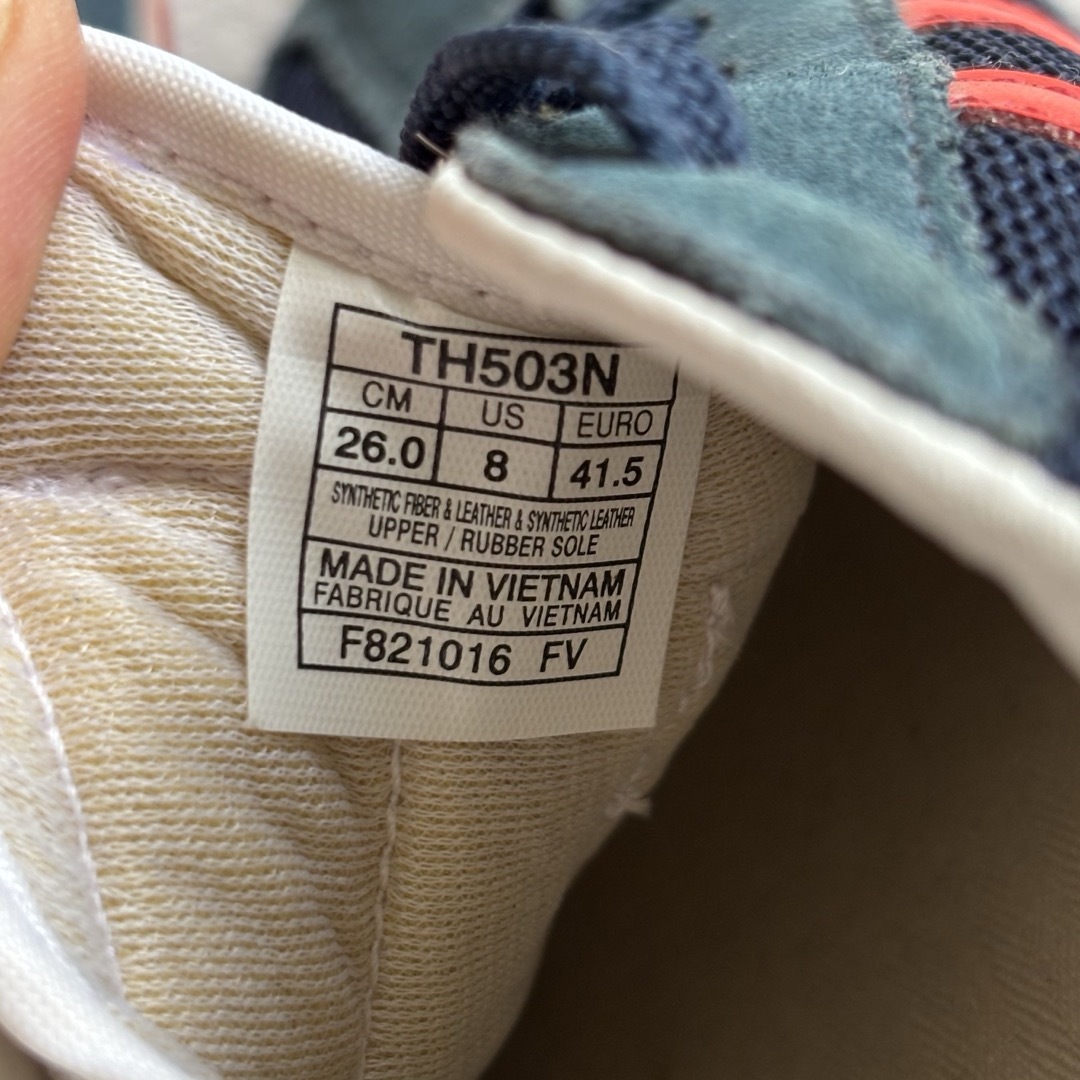 TH503N
CM US EURO
26.0 8 41.5
SYNTHETIC FIBER & LEATHER & SYNTHETIC LEATHER
UPPER / RUBBER SOLE
MADE IN VIETNAM
FABRIQUE AU VIETNAM
F821016 FV